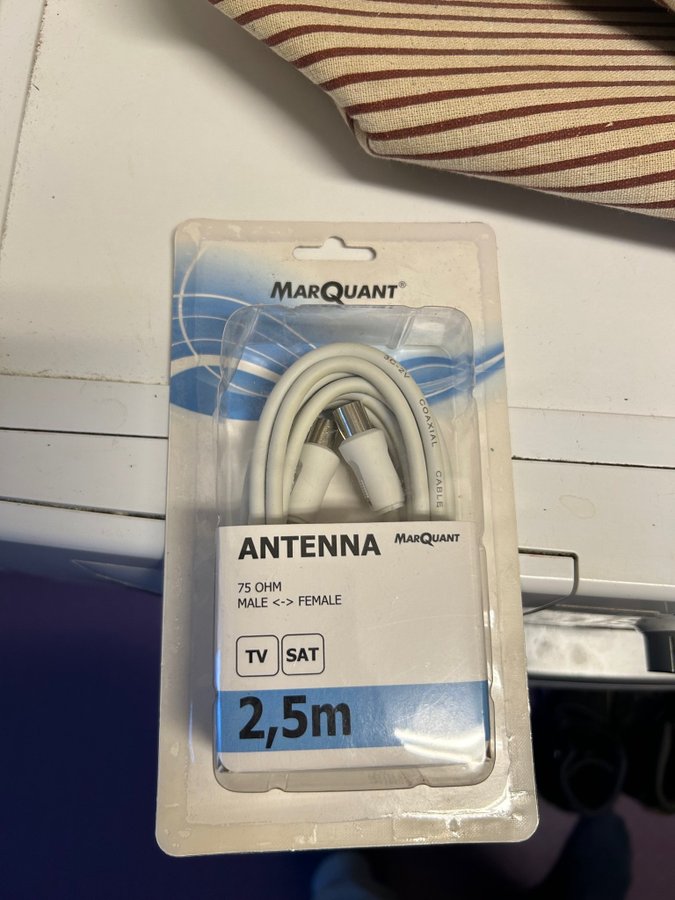 MARQUANT®
3C-2V COAXIAL CABLE
ANTENNA
MARQUANT
75 OHM
MALE <-> FEMALE
TV
SAT
2,5m